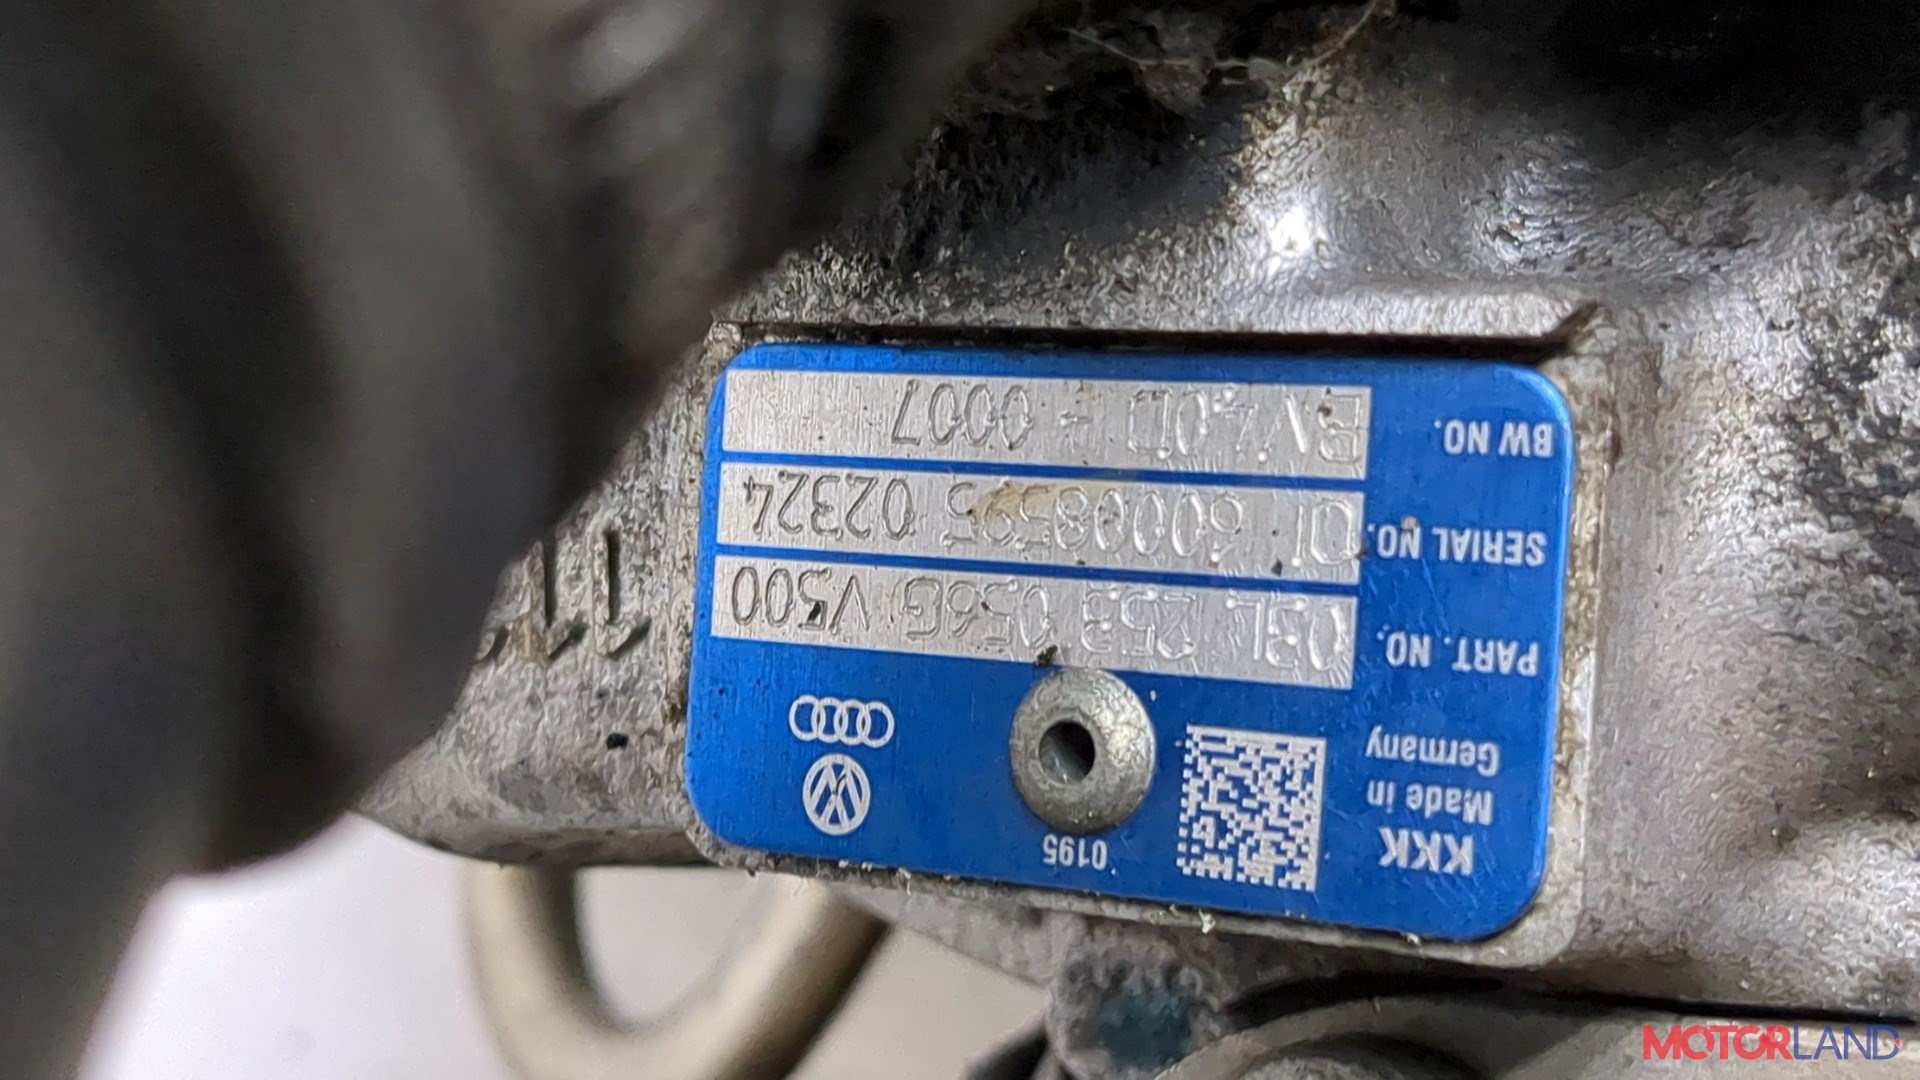 KKK
Made in
Germany
0195
PART. NO. 03L 253 056G V500
SERIAL NO. 02324
BW NO. BV40D - 0007
MOTORLAND